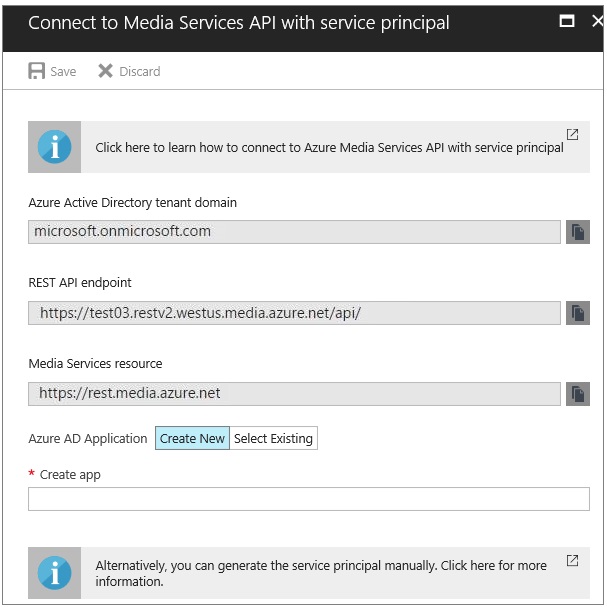 Connect to Media Services API with service principal
Save Discard
Click here to learn how to connect to Azure Media Services API with service principal
Azure Active Directory tenant domain
microsoft.onmicrosoft.com
REST API endpoint
https://test03.restv2.westus.media.azure.net/api/
Media Services resource
https://rest.media.azure.net
Azure AD Application Create New Select Existing
* Create app
Alternatively, you can generate the service principal manually. Click here for more
information.